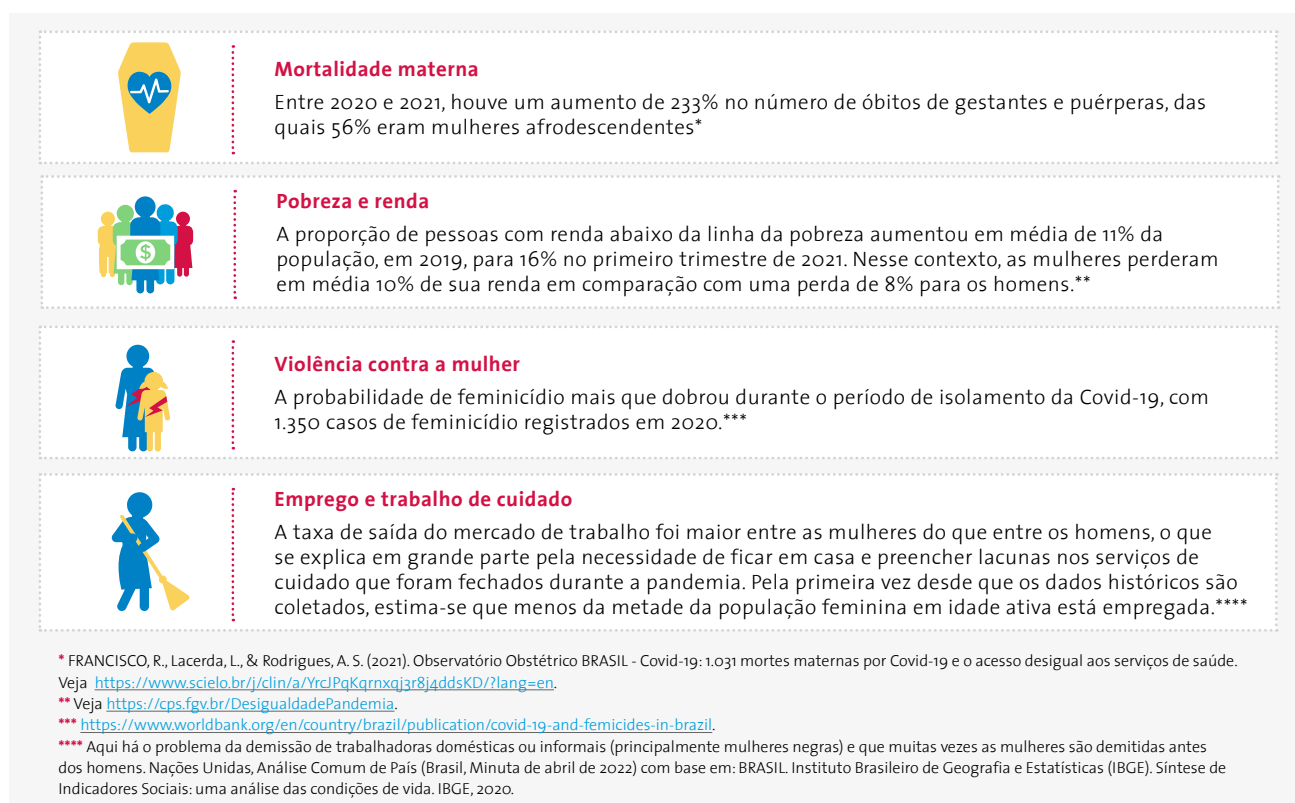 Mortalidade materna
Entre 2020 e 2021, houve um aumento de 233% no número de óbitos de gestantes e puérperas, das
quais 56% eram mulheres afrodescendentes*
$
Pobreza e renda
A proporção de pessoas com renda abaixo da linha da pobreza aumentou em média de 11% da
população, em 2019, para 16% no primeiro trimestre de 2021. Nesse contexto, as mulheres perderam
em média 10% de sua renda em comparação com uma perda de 8% para os homens.**
Violência contra a mulher
A probabilidade de feminicídio mais que dobrou durante o período de isolamento da Covid-19, com
1.350 casos de feminicídio registrados em 2020.***
Emprego e trabalho de cuidado
A taxa de saída do mercado de trabalho foi maior entre as mulheres do que entre os homens, o que
se explica em grande parte pela necessidade de ficar em casa e preencher lacunas nos serviços de
cuidado que foram fechados durante a pandemia. Pela primeira vez desde que os dados históricos são
coletados, estima-se que menos da metade da população feminina em idade ativa está empregada.****
* FRANCISCO, R., Lacerda, L., & Rodrigues, A. S. (2021). Observatório Obstétrico BRASIL - Covid-19: 1.031 mortes maternas por Covid-19 e o acesso desigual aos serviços de saúde.
Veja https://www.scielo.br/j/clin/a/YrcJPqKqrnxqj3r8j4ddsKD/?lang=en.
** Veja https://cps.fgv.br/DesigualdadePandemia.
*** https://www.worldbank.org/en/country/brazil/publication/covid-19-and-femicides-in-brazil.
**** Aqui há o problema da demissão de trabalhadoras domésticas ou informais (principalmente mulheres negras) e que muitas vezes as mulheres são demitidas antes
dos homens. Nações Unidas, Análise Comum de País (Brasil, Minuta de abril de 2022) com base em: BRASIL. Instituto Brasileiro de Geografia e Estatísticas (IBGE). Síntese de
Indicadores Sociais: uma análise das condições de vida. IBGE, 2020.